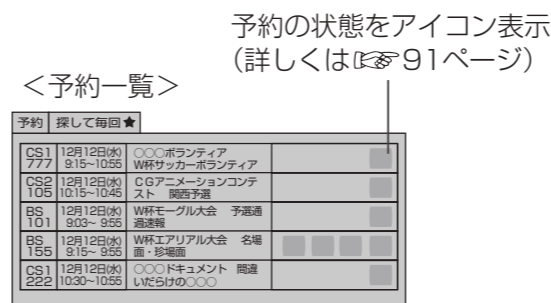 予約の状態をアイコン表示
(詳しくは☞91ページ)
<予約一覧>
予約 探して毎回★
CS1 777 12月12日(水) 9:15~10:55 ○○○ボランティア W杯サッカーボランティア
CS2 105 12月12日(水) 10:15~10:45 CGアニメーションコンテスト 関西予選
BS 101 12月12日(水) 9:03~ 9:55 W杯モーグル大会 予選通過速報
BS 155 12月12日(水) 9:15~ 9:55 W杯エアリアル大会 名場面・珍場面
CS1 222 12月12日(水) 10:30~10:55 ○○○ドキュメント 間違いだらけの○○○